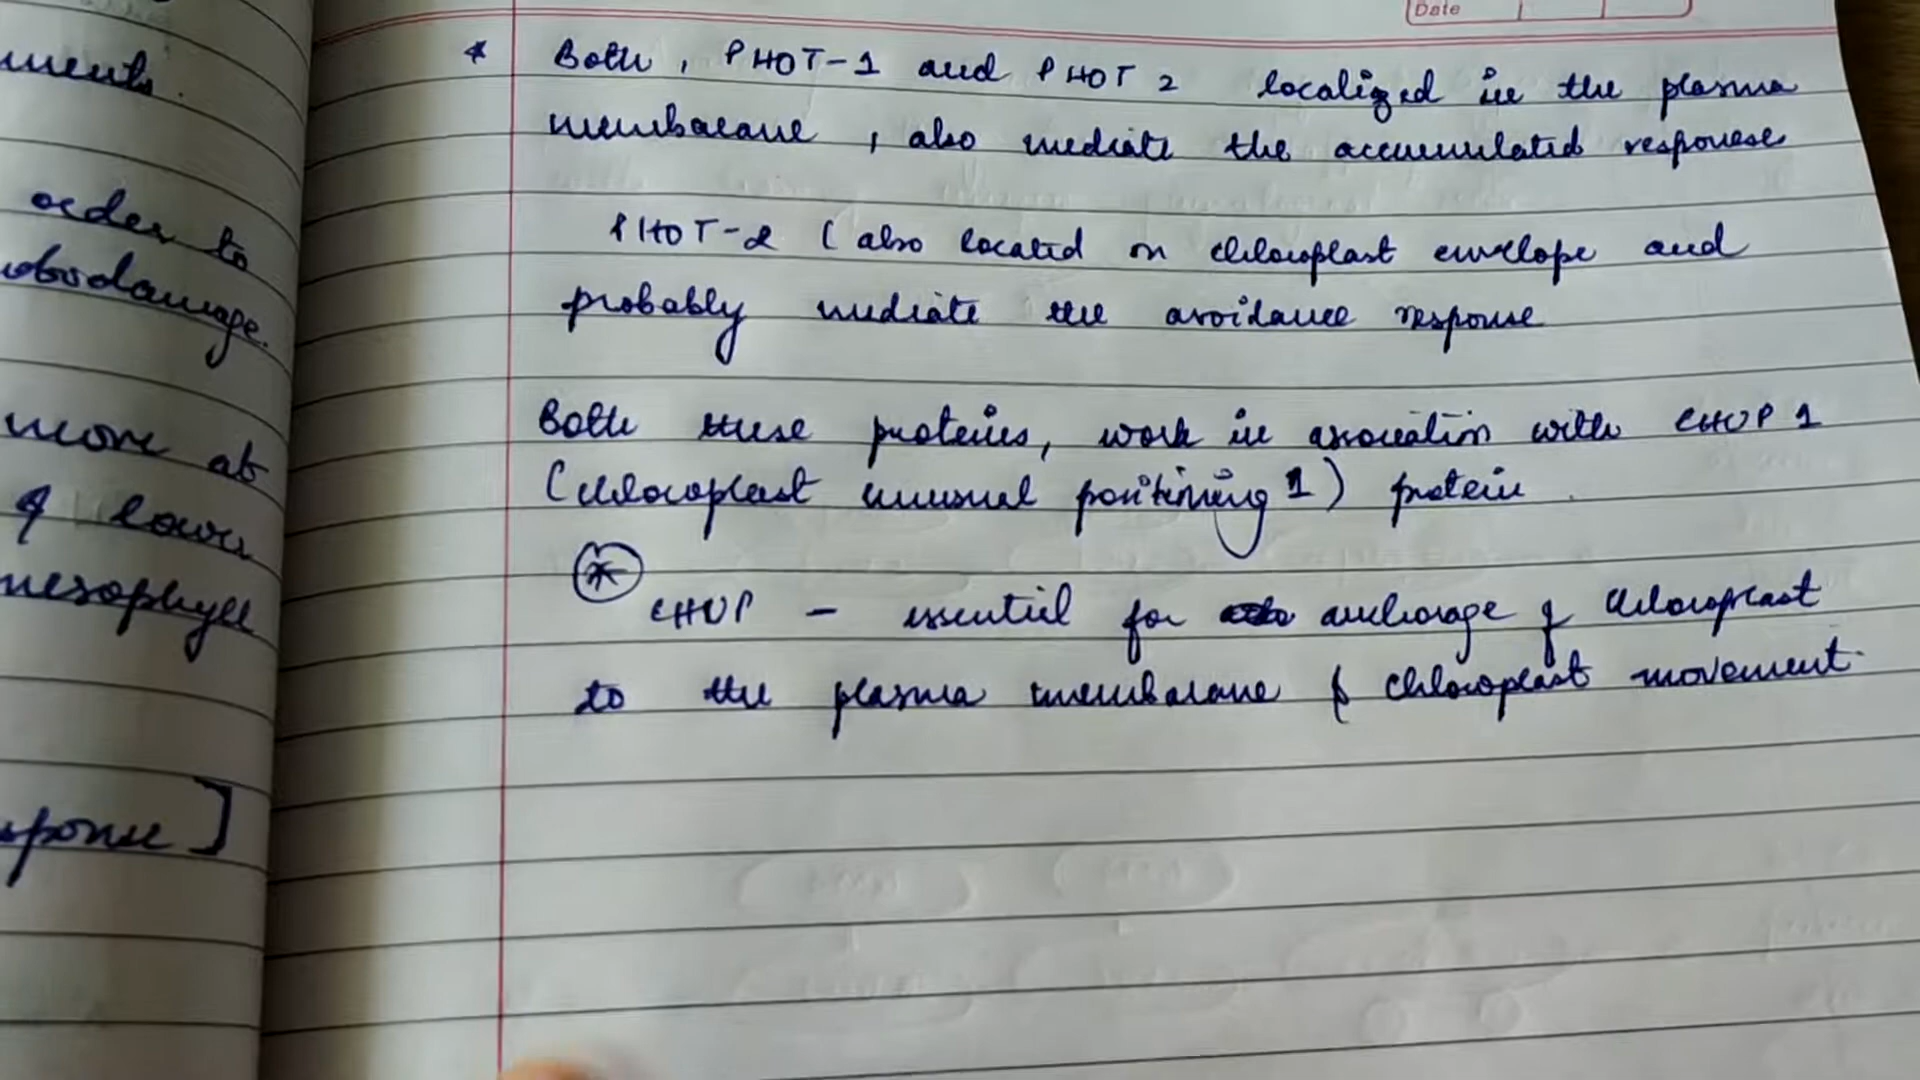 ments.
order to
photodamage.
more at
& lower
mesophyll
sponse]
Date
* Both, PHOT-1 and PHOT 2 localized in the plasma
membarane, also mediate the accumulated response
PHOT-2 (also located on chloroplast envelope and
probably mediate the avoidance response
Both these proteins, work in association with CHUP 1
(chloroplast unusual positioning 1) protein.
* CHUP - essential for anchorage of chloroplast
to the plasma membarane & chloroplast movement.